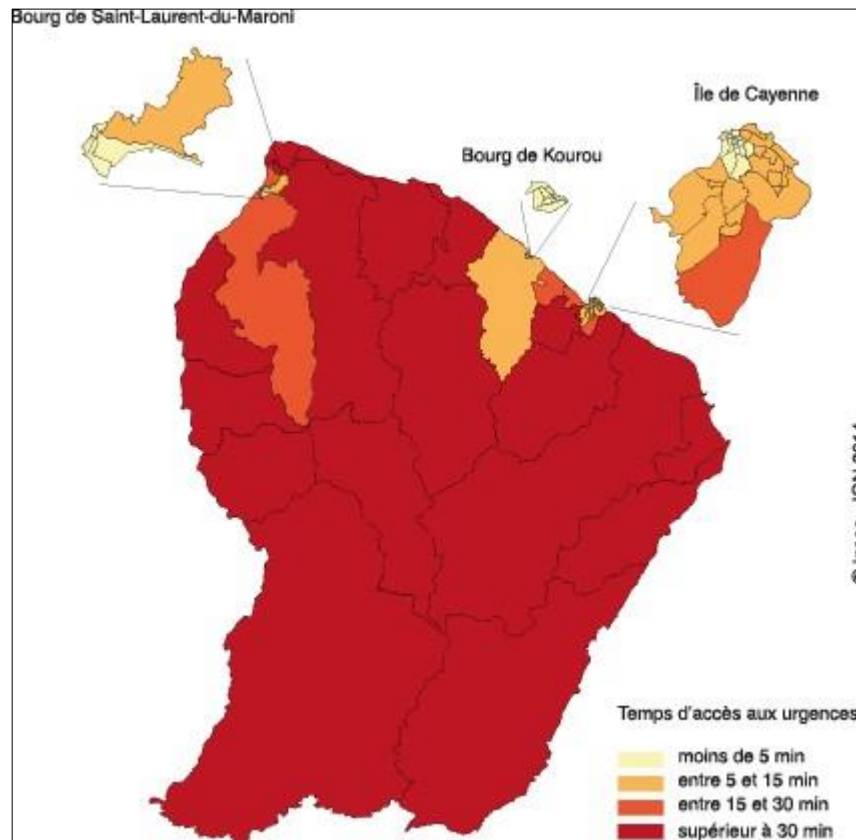 Bourg de Saint-Laurent-du-Maroni
Île de Cayenne
Bourg de Kourou
Temps d'accès aux urgences
moins de 5 min
entre 5 et 15 min
entre 15 et 30 min
supérieur à 30 min